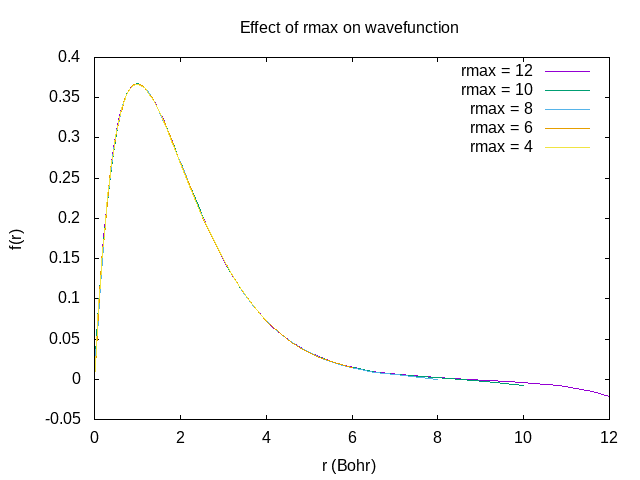 Effect of rmax on wavefunction
0.4
0.35
0.3
0.25
0.2
0.15
0.1
0.05
0
-0.05
f(r)
rmax = 12
rmax = 10
rmax = 8
rmax = 6
rmax = 4
0 2 4 6 8 10 12
r (Bohr)